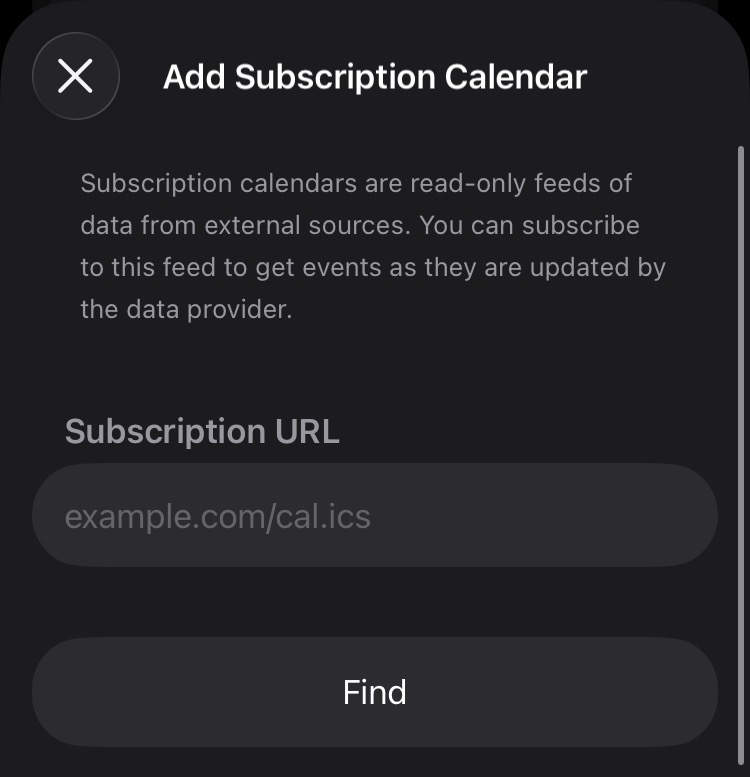 Add Subscription Calendar
Subscription calendars are read-only feeds of
data from external sources. You can subscribe
to this feed to get events as they are updated by
the data provider.
Subscription URL
example.com/cal.ics
Find